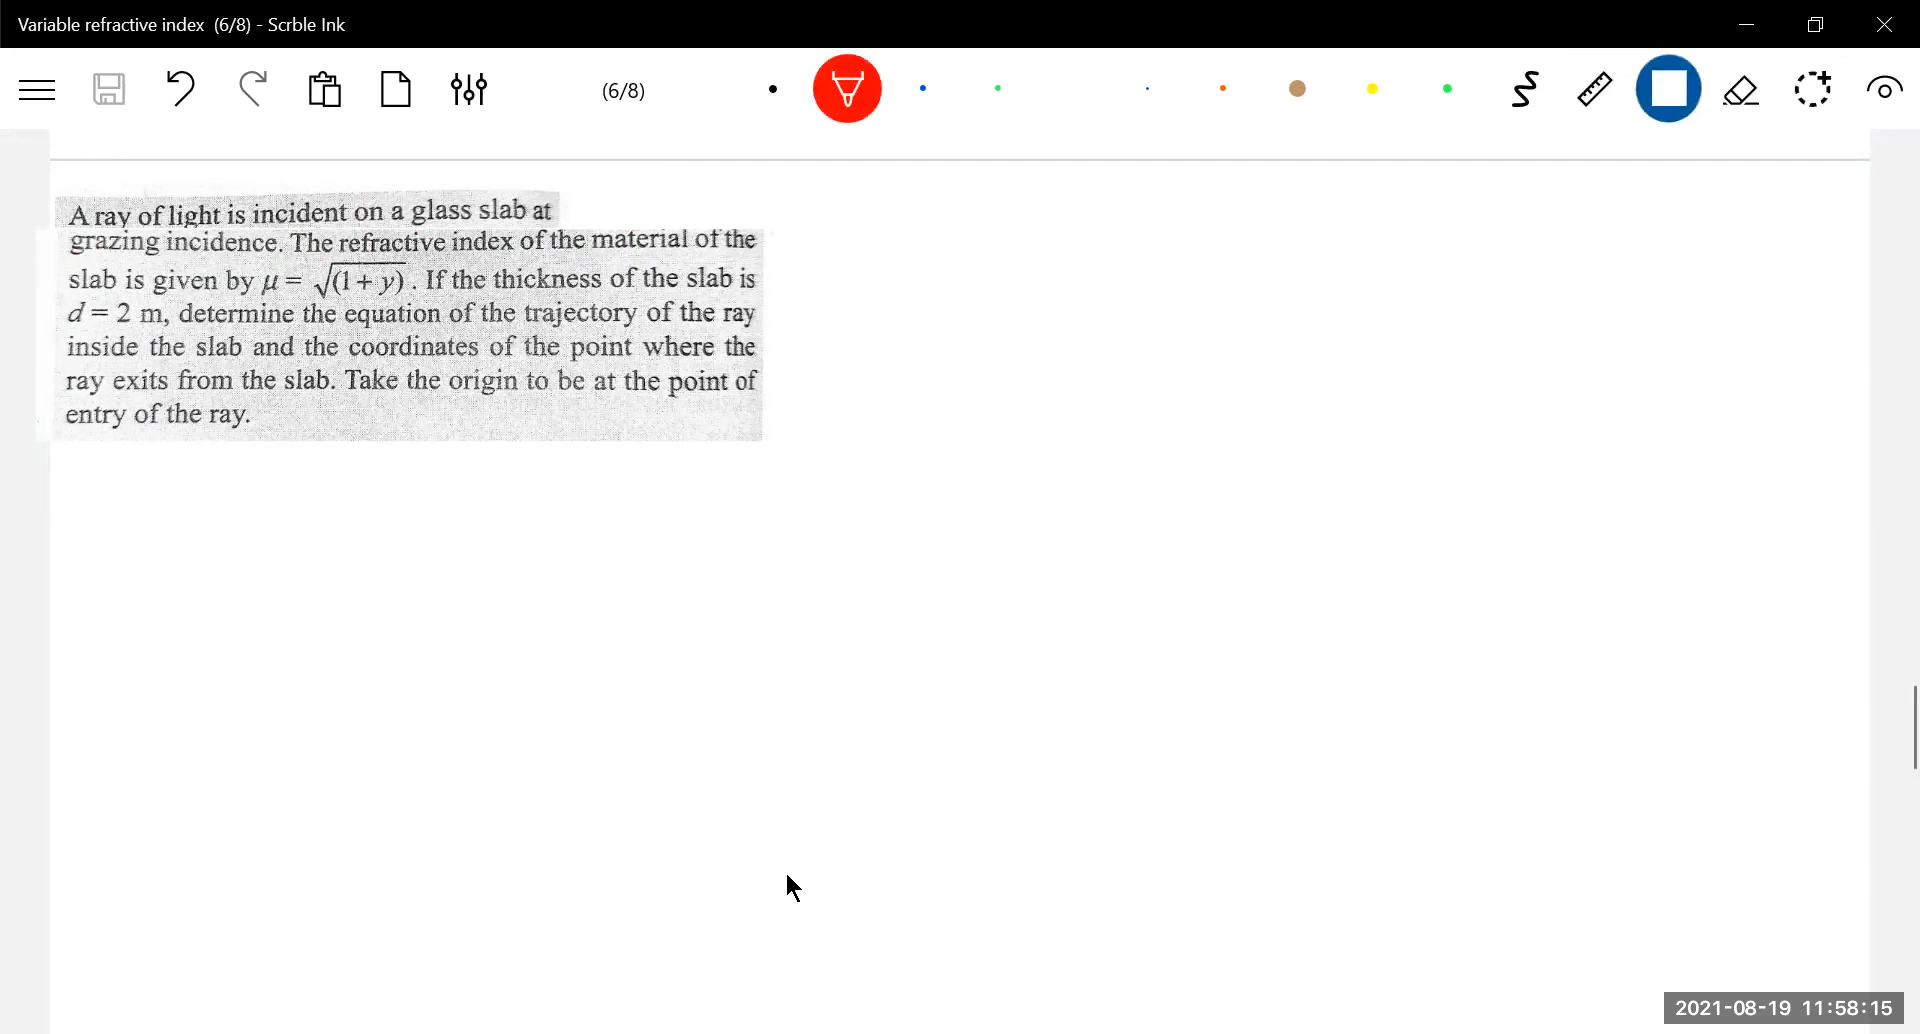 Variable refractive index (6/8) - Scrble Ink
(6/8)
A ray of light is incident on a glass slab at
grazing incidence. The refractive index of the material of the
slab is given by μ = √(1 + y) . If the thickness of the slab is
d = 2 m, determine the equation of the trajectory of the ray
inside the slab and the coordinates of the point where the
ray exits from the slab. Take the origin to be at the point of
entry of the ray.
2021-08-19 11:58:15